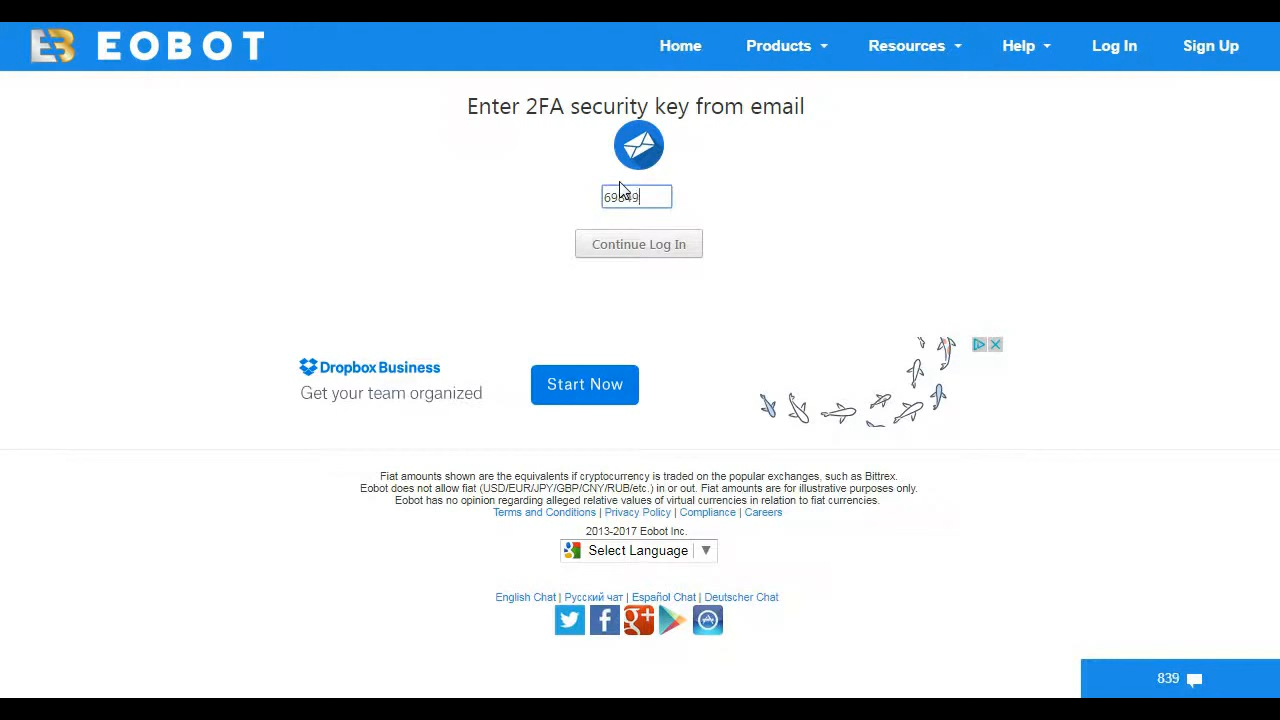 EOBOT
Home Products Resources Help Log In Sign Up
Enter 2FA security key from email
Continue Log In
Dropbox Business
Get your team organized
Start Now
Fiat amounts shown are the equivalents if cryptocurrency is traded on the popular exchanges, such as Bittrex.
Eobot does not allow fiat (USD/EUR/JPY/GBP/CNY/RUB/etc.) in or out. Fiat amounts are for illustrative purposes only.
Eobot has no opinion regarding alleged relative values of virtual currencies in relation to fiat currencies.
Terms and Conditions | Privacy Policy | Compliance | Careers
2013-2017 Eobot Inc.
Select Language ▼
English Chat | Русский чат | Español Chat | Deutscher Chat
839